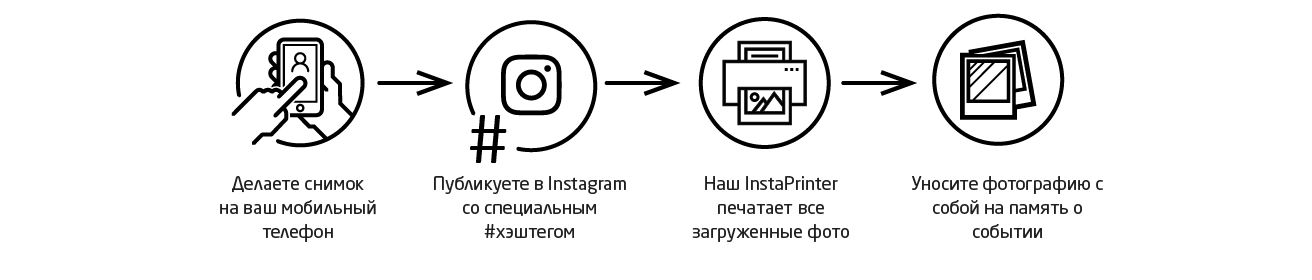 #
Делаете снимок
на ваш мобильный
телефон
Публикуете в Instagram
со специальным
#хэштегом
Наш InstaPrinter
печатает все
загруженные фото
Уносите фотографию с
собой на память о
событии